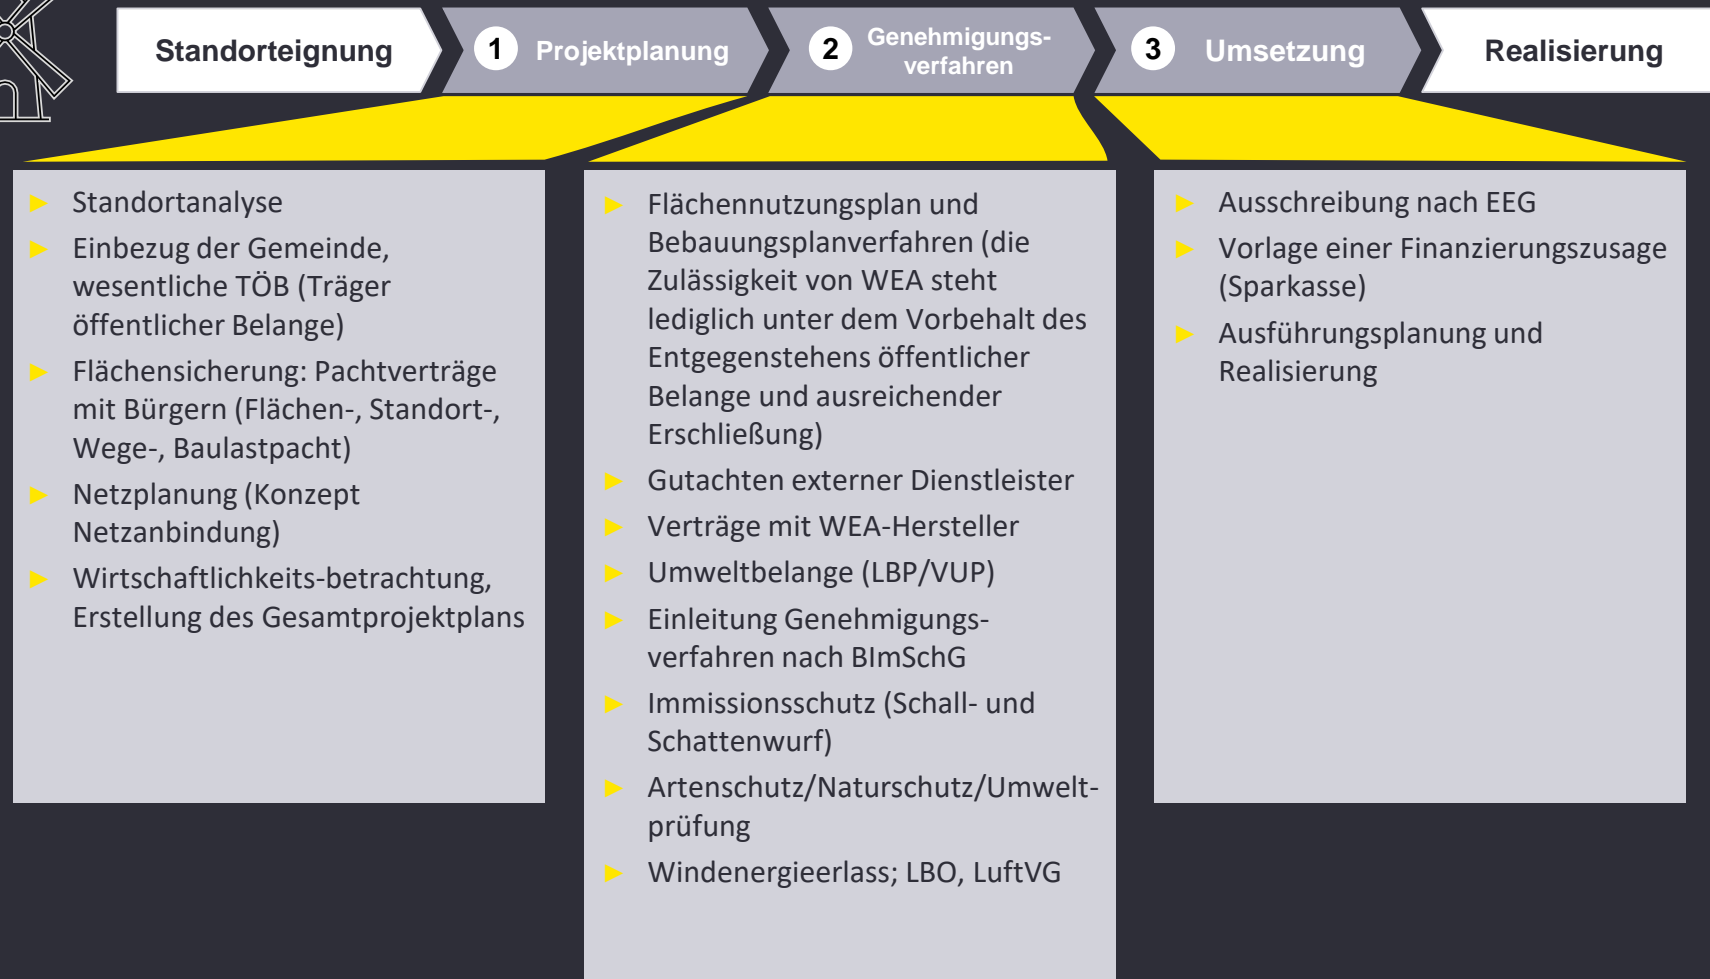 Standorteignung
1 Projektplanung
2 Genehmigungs-
verfahren
3 Umsetzung
Realisierung
► Standortanalyse
► Einbezug der Gemeinde,
wesentliche TÖB (Träger
öffentlicher Belange)
► Flächensicherung: Pachtverträge
mit Bürgern (Flächen-, Standort-,
Wege-, Baulastpacht)
► Netzplanung (Konzept
Netzanbindung)
► Wirtschaftlichkeits-betrachtung,
Erstellung des Gesamtprojektplans
► Flächennutzungsplan und
Bebauungsplanverfahren (die
Zulässigkeit von WEA steht
lediglich unter dem Vorbehalt des
Entgegenstehens öffentlicher
Belange und ausreichender
Erschließung)
► Gutachten externer Dienstleister
► Verträge mit WEA-Hersteller
► Umweltbelange (LBP/VUP)
► Einleitung Genehmigungs-
verfahren nach BImSchG
► Immissionsschutz (Schall- und
Schattenwurf)
► Artenschutz/Naturschutz/Umwelt-
prüfung
► Windenergieerlass; LBO, LuftVG
► Ausschreibung nach EEG
► Vorlage einer Finanzierungszusage
(Sparkasse)
► Ausführungsplanung und
Realisierung